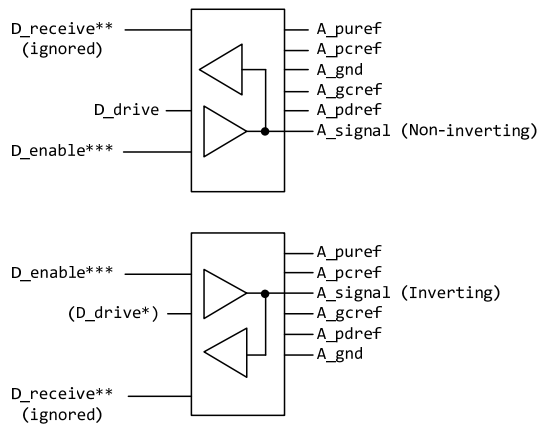 D_receive**
(ignored)
D_drive
D_enable***
A_puref
A_pcref
A_gnd
A_gcref
A_pdref
A_signal (Non-inverting)
D_enable***
(D_drive*)
D_receive**
(ignored)
A_puref
A_pcref
A_signal (Inverting)
A_gcref
A_pdref
A_gnd